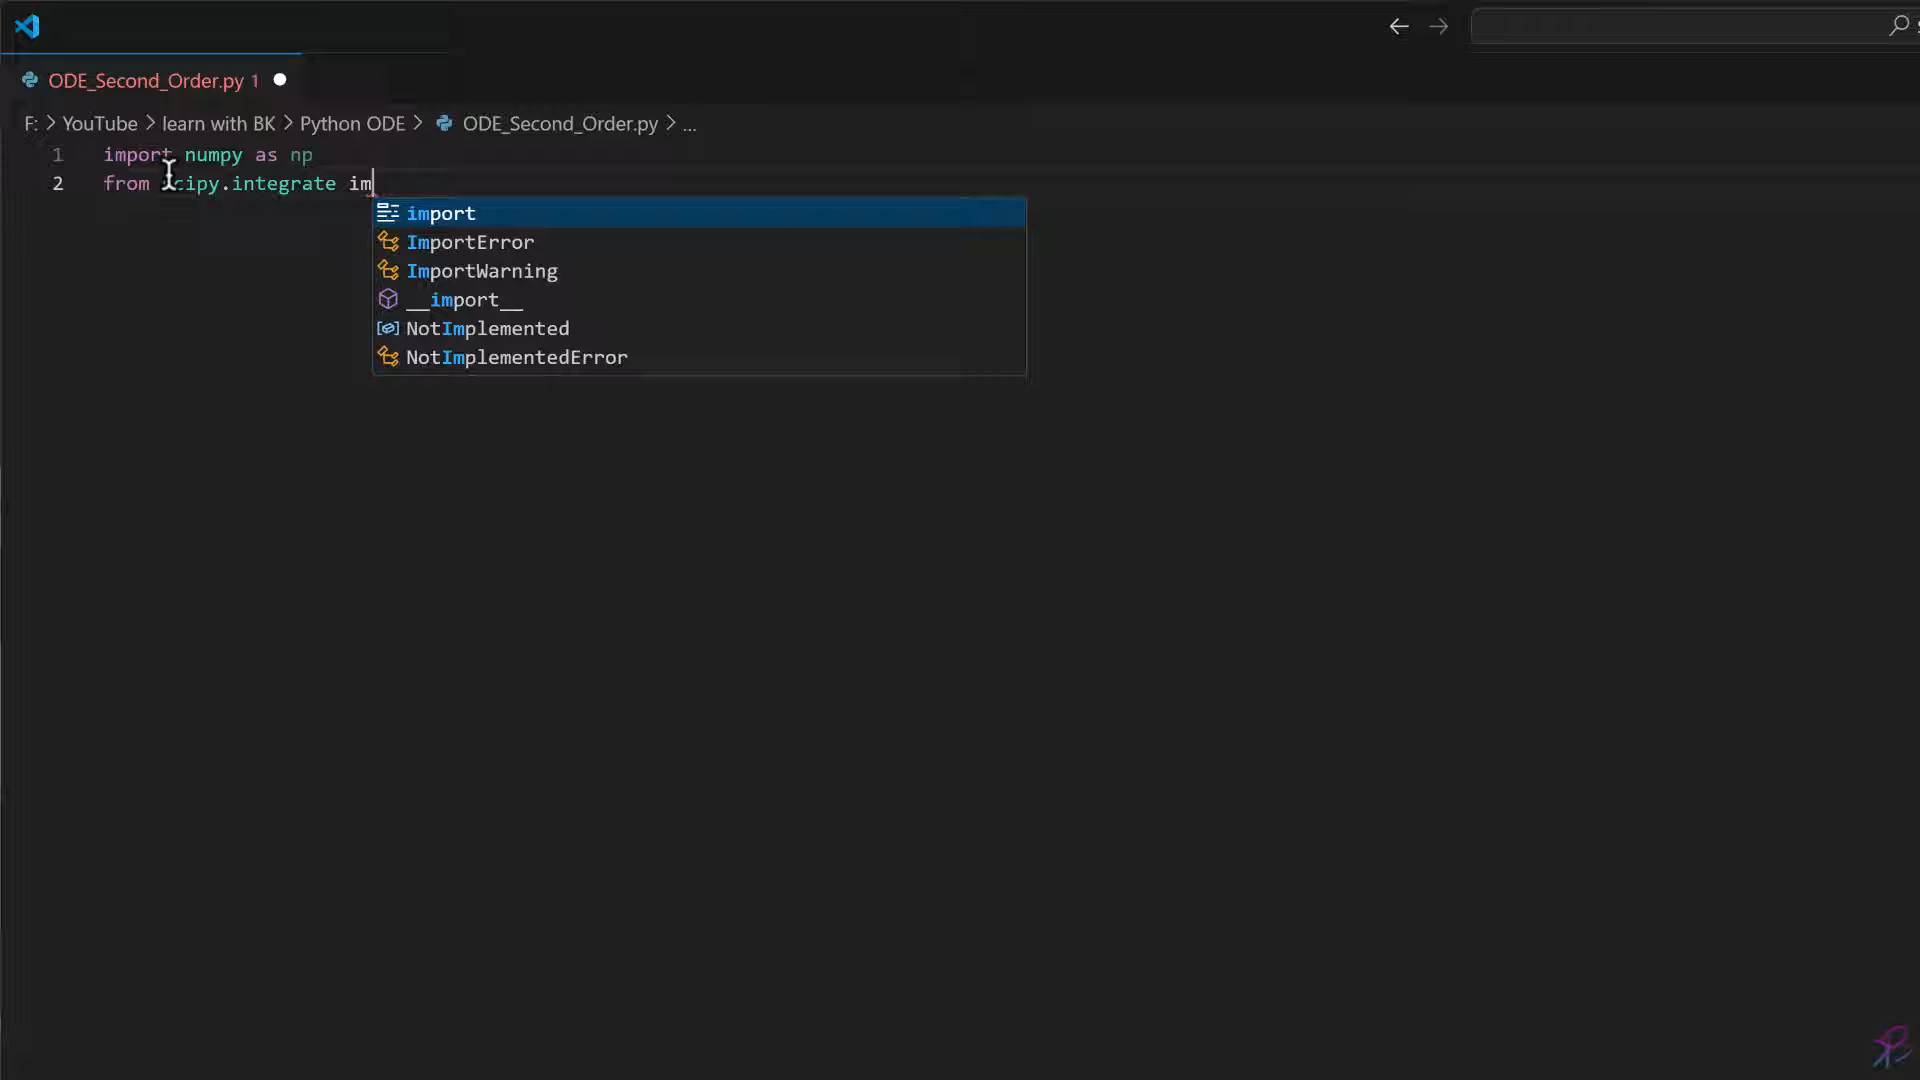 ODE_Second_Order.py 1
F: > YouTube > learn with BK > Python ODE > ODE_Second_Order.py > ...
1 import numpy as np
2 from scipy.integrate im
import
ImportError
ImportWarning
__import__
NotImplemented
NotImplementedError